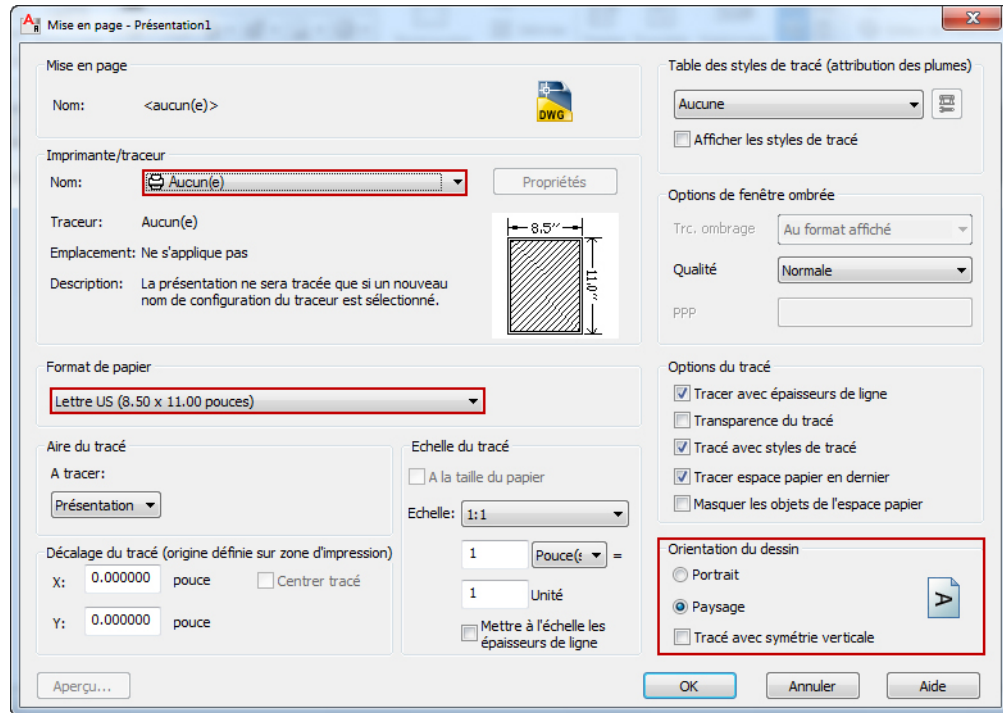 Mise en page - Présentation1
Mise en page
Nom: <aucun(e)>
DWG
Imprimante/traceur
Nom: Aucun(e)
Propriétés
Traceur: Aucun(e)
Emplacement: Ne s'applique pas
Description: La présentation ne sera tracée que si un nouveau
nom de configuration du traceur est sélectionné.
8.5″
11.0″
Format de papier
Lettre US (8.50 x 11.00 pouces)
Aire du tracé
A tracer:
Présentation
Décalage du tracé (origine définie sur zone d'impression)
X: 0.000000 pouce
Centrer tracé
Y: 0.000000 pouce
Echelle du tracé
A la taille du papier
Echelle: 1:1
1 Pouce(s =
1 Unité
Mettre à l'échelle les
épaisseurs de ligne
Table des styles de tracé (attribution des plumes)
Aucune
Afficher les styles de tracé
Options de fenêtre ombrée
Trc. ombrage Au format affiché
Qualité Normale
PPP
Options du tracé
Tracer avec épaisseurs de ligne
Transparence du tracé
Tracé avec styles de tracé
Tracer espace papier en dernier
Masquer les objets de l'espace papier
Orientation du dessin
Portrait
Paysage
A
Tracé avec symétrie verticale
Aperçu...
OK
Annuler
Aide